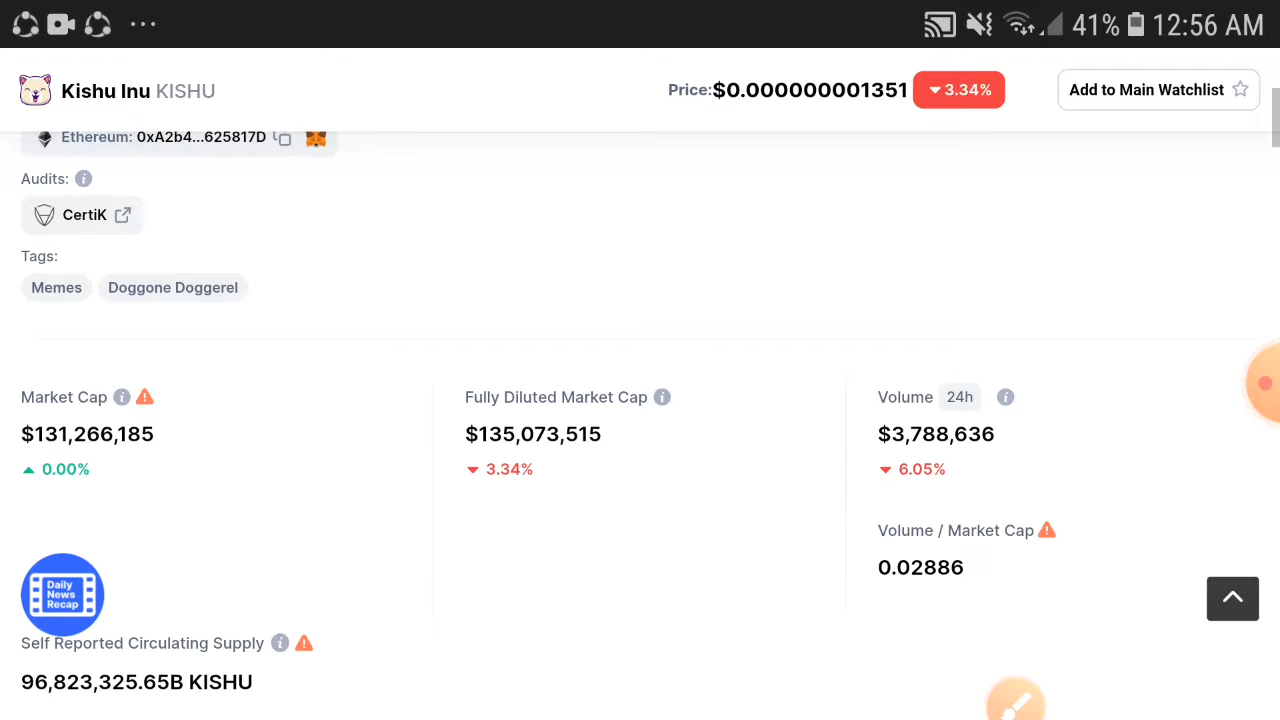 41% 12:56 AM
Kishu Inu KISHU
Price:$0.000000001351 3.34%
Add to Main Watchlist
Ethereum: 0xA2b4...625817D
Audits:
CertiK
Tags:
Memes Doggone Doggerel
Market Cap
$131,266,185
0.00%
Fully Diluted Market Cap
$135,073,515
3.34%
Volume 24h
$3,788,636
6.05%
Volume / Market Cap
0.02886
Daily
News
Recap
Self Reported Circulating Supply
96,823,325.65B KISHU